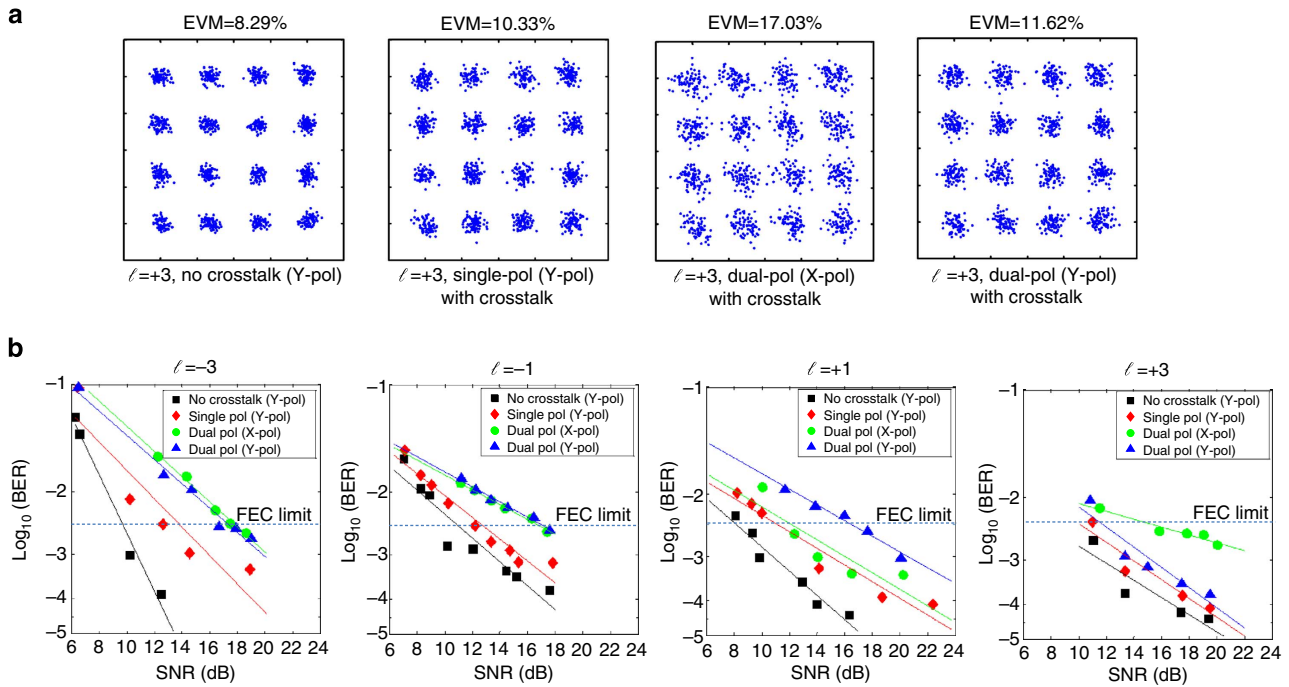 a
EVM=8.29%
EVM=10.33%
EVM=17.03%
EVM=11.62%
ℓ=+3, no crosstalk (Y-pol)
ℓ=+3, single-pol (Y-pol)
with crosstalk
ℓ=+3, dual-pol (X-pol)
with crosstalk
ℓ=+3, dual-pol (Y-pol)
with crosstalk
b
ℓ=−3
Log10 (BER)
−1
−2
−3
−4
−5
No crosstalk (Y-pol)
Single pol (Y-pol)
Dual pol (X-pol)
Dual pol (Y-pol)
FEC limit
6 8 10 12 14 16 18 20 22 24
SNR (dB)
ℓ=−1
Log10 (BER)
−1
−2
−3
−4
−5
No crosstalk (Y-pol)
Single pol (Y-pol)
Dual pol (X-pol)
Dual pol (Y-pol)
FEC limit
6 8 10 12 14 16 18 20 22 24
SNR (dB)
ℓ=+1
Log10 (BER)
−1
−2
−3
−4
−5
No crosstalk (Y-pol)
Single pol (Y-pol)
Dual pol (X-pol)
Dual pol (Y-pol)
FEC limit
6 8 10 12 14 16 18 20 22 24
SNR (dB)
ℓ=+3
Log10 (BER)
−1
−2
−3
−4
−5
No crosstalk (Y-pol)
Single pol (Y-pol)
Dual pol (X-pol)
Dual pol (Y-pol)
FEC limit
6 8 10 12 14 16 18 20 22 24
SNR (dB)